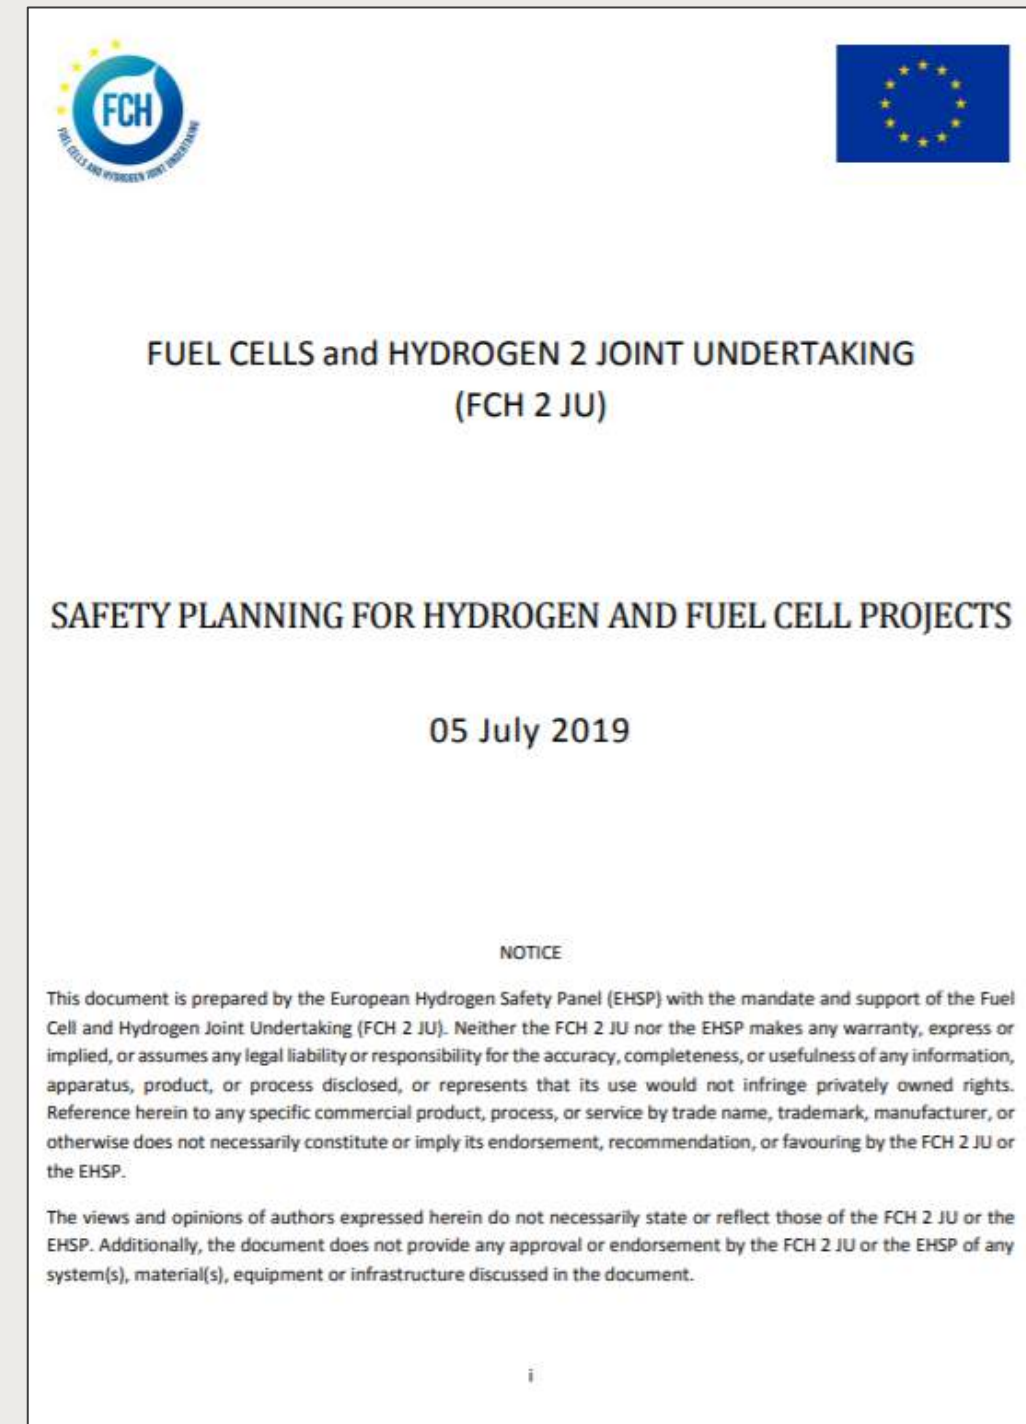 FCH
FUEL CELLS AND HYDROGEN JOINT UNDERTAKING
FUEL CELLS and HYDROGEN 2 JOINT UNDERTAKING
(FCH 2 JU)
SAFETY PLANNING FOR HYDROGEN AND FUEL CELL PROJECTS
05 July 2019
NOTICE
This document is prepared by the European Hydrogen Safety Panel (EHSP) with the mandate and support of the Fuel
Cell and Hydrogen Joint Undertaking (FCH 2 JU). Neither the FCH 2 JU nor the EHSP makes any warranty, express or
implied, or assumes any legal liability or responsibility for the accuracy, completeness, or usefulness of any information,
apparatus, product, or process disclosed, or represents that its use would not infringe privately owned rights.
Reference herein to any specific commercial product, process, or service by trade name, trademark, manufacturer, or
otherwise does not necessarily constitute or imply its endorsement, recommendation, or favouring by the FCH 2 JU or
the EHSP.
The views and opinions of authors expressed herein do not necessarily state or reflect those of the FCH 2 JU or the
EHSP. Additionally, the document does not provide any approval or endorsement by the FCH 2 JU or the EHSP of any
system(s), material(s), equipment or infrastructure discussed in the document.
i